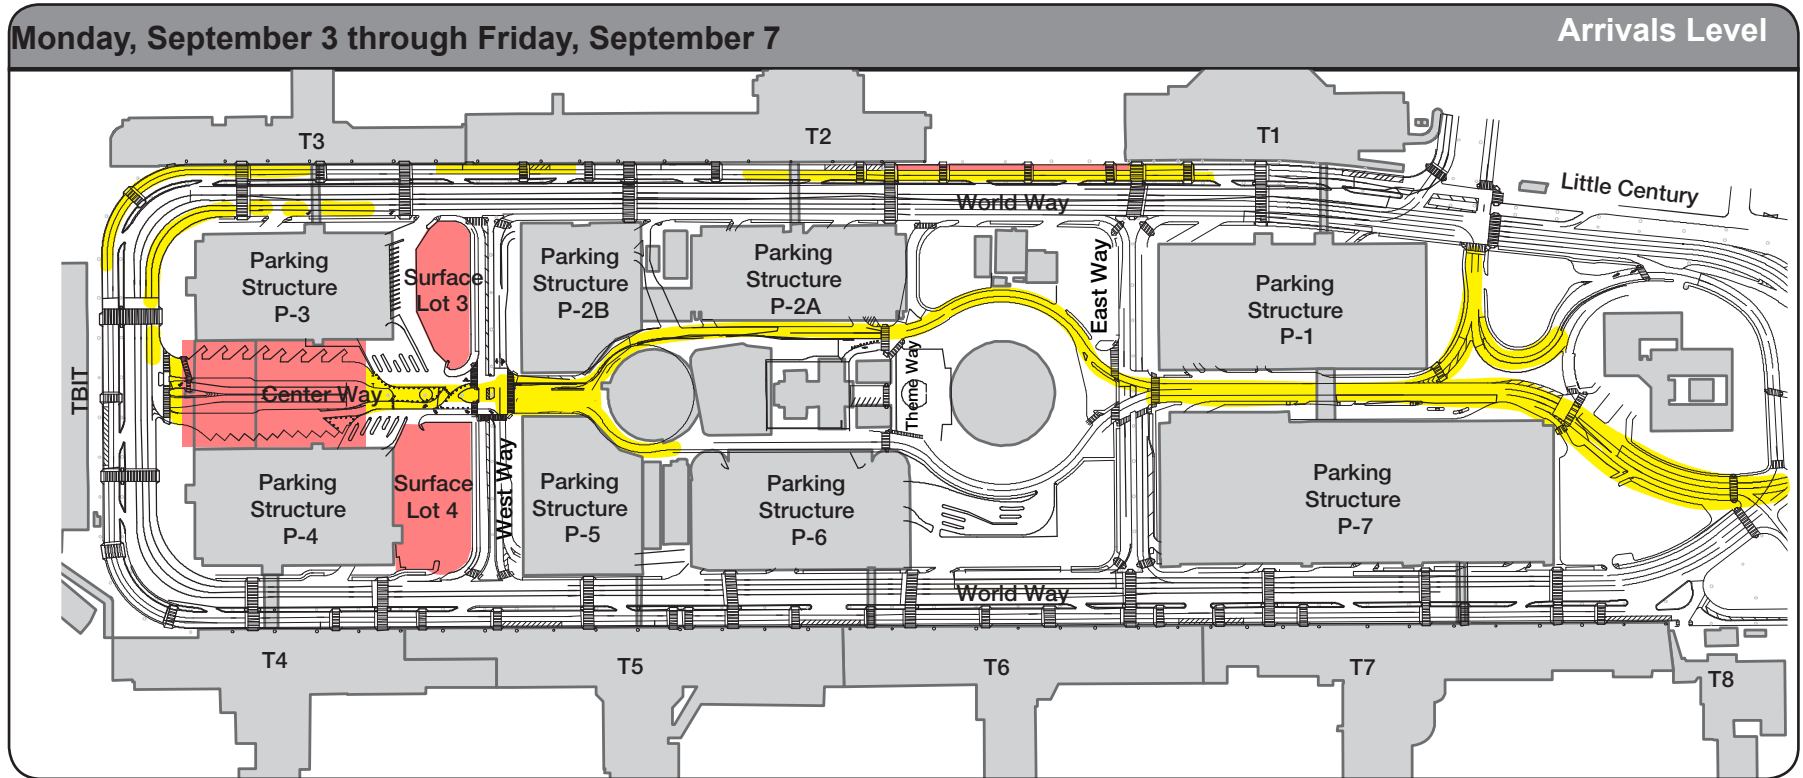 Monday, September 3 through Friday, September 7
Arrivals Level
T3
T2
T1
Little Century
World Way
Parking
Structure
P-3
Surface
Lot 3
Parking
Structure
P-2B
Parking
Structure
P-2A
East Way
Parking
Structure
P-1
TBIT
Center Way
Theme Way
Parking
Structure
P-4
Surface
Lot 4
West Way
Parking
Structure
P-5
Parking
Structure
P-6
Parking
Structure
P-7
World Way
T4
T5
T6
T7
T8